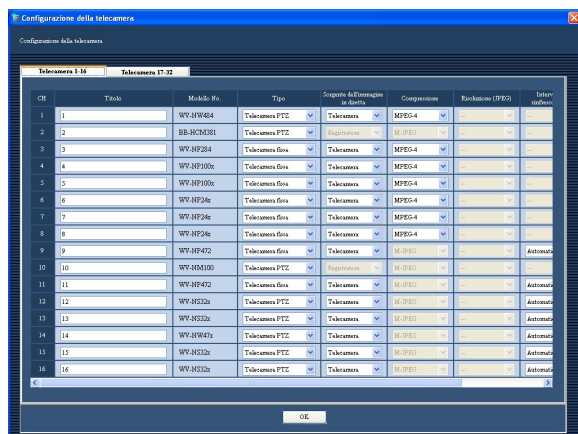 Configurazione della telecamera
Configurazione della telecamera
Telecamera 1-16 Telecamera 17-32
CH Titolo Modello No. Tipo Sorgente dell'immagine in diretta Compressione Risoluzione (JPEG) Interv rinfresc
1 1 WV-NW484 Telecamera PTZ Telecamera MPEG-4 --
2 2 BB-HCM381 Telecamera PTZ Registratore M-JPEG -- --
3 3 WV-NP284 Telecamera fissa Telecamera MPEG-4 -- --
4 4 WV-NP100x Telecamera fissa Telecamera MPEG-4 -- --
5 5 WV-NP100x Telecamera fissa Telecamera MPEG-4 -- --
6 6 WV-NP24x Telecamera fissa Telecamera MPEG-4 -- --
7 7 WV-NP24x Telecamera fissa Telecamera MPEG-4 -- --
8 8 WV-NP24x Telecamera fissa Telecamera MPEG-4 -- --
9 9 WV-NP472 Telecamera fissa Telecamera M-JPEG -- Automati
10 10 WV-NM100 Telecamera PTZ Registratore M-JPEG -- --
11 11 WV-NP472 Telecamera fissa Telecamera M-JPEG -- Automati
12 12 WV-NS32x Telecamera PTZ Telecamera M-JPEG -- Automati
13 13 WV-NS32x Telecamera PTZ Telecamera M-JPEG -- Automati
14 14 WV-NW47x Telecamera PTZ Telecamera M-JPEG -- Automati
15 15 WV-NS32x Telecamera PTZ Telecamera M-JPEG -- Automati
16 16 WV-NS32x Telecamera PTZ Telecamera M-JPEG -- Automati
OK